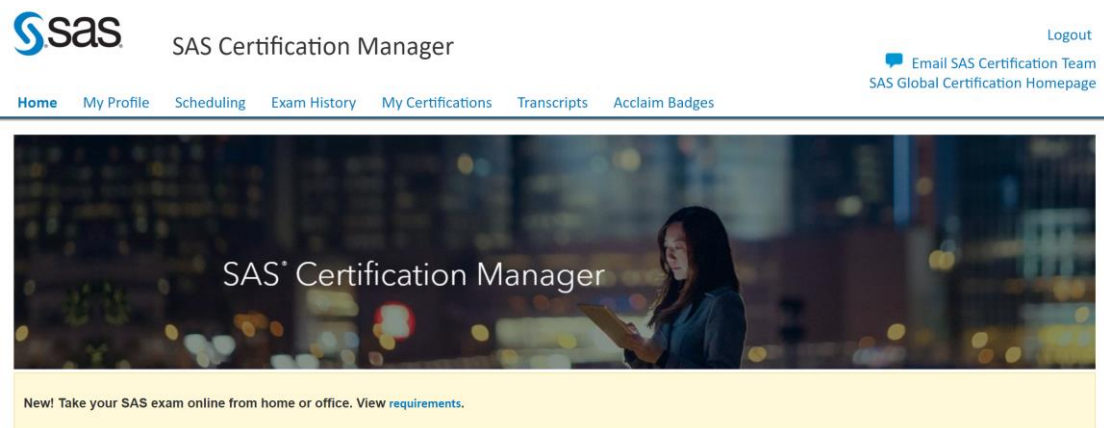 sas
SAS Certification Manager
Logout
Email SAS Certification Team
SAS Global Certification Homepage
Home My Profile Scheduling Exam History My Certifications Transcripts Acclaim Badges
SAS® Certification Manager
New! Take your SAS exam online from home or office. View requirements.